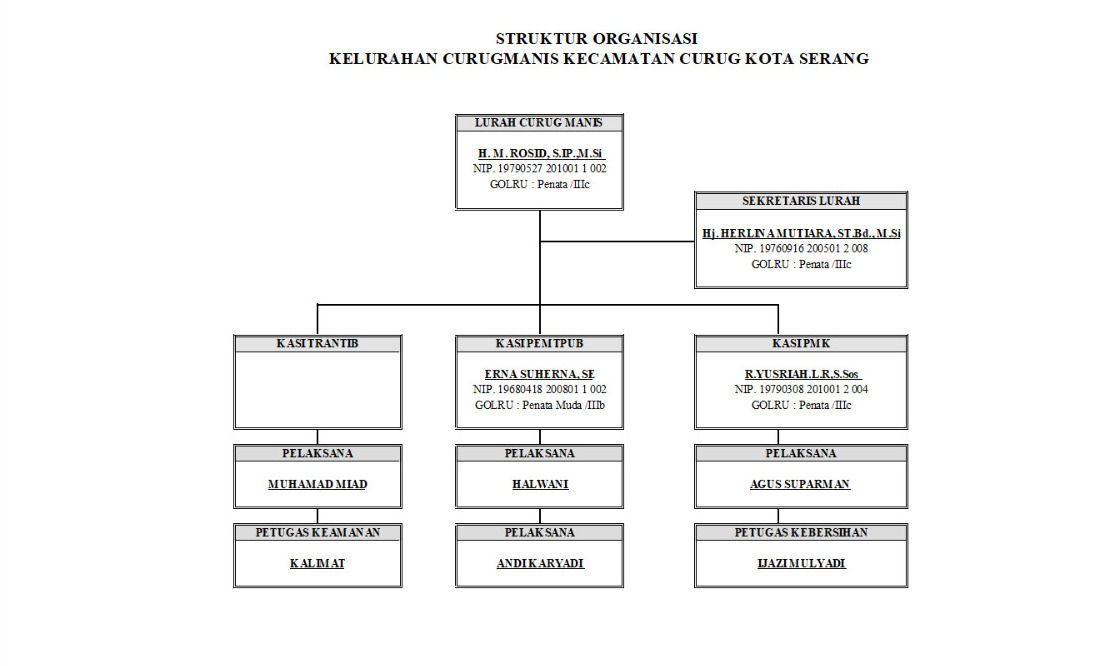 STRUKTUR ORGANISASI
KELURAHAN CURUGMANIS KECAMATAN CURUG KOTA SERANG
LURAH CURUG MANIS
H. M. ROSID, S.IP.,M.Si
NIP. 19790527 201001 1 002
GOLRU : Penata /IIIc
SEKRETARIS LURAH
Hj. HERLINA MUTIARA, ST.Bd., M.Si
NIP. 19760916 200501 2 008
GOLRU : Penata /IIIc
KASI TRANTIB
KASI PEMTPUB
ERNA SUHERNA, SE
NIP. 19680418 200801 1 002
GOLRU : Penata Muda /IIIb
KASI PMK
R.YUSRIAH.L.R,S.Sos
NIP. 19790308 201001 2 004
GOLRU : Penata /IIIc
PELAKSANA
MUHAMAD MIAD
PELAKSANA
HALWANI
PELAKSANA
AGUS SUPARMAN
PETUGAS KEAMANAN
KALIMAT
PELAKSANA
ANDI KARYADI
PETUGAS KEBERSIHAN
IJAZI MULYADI